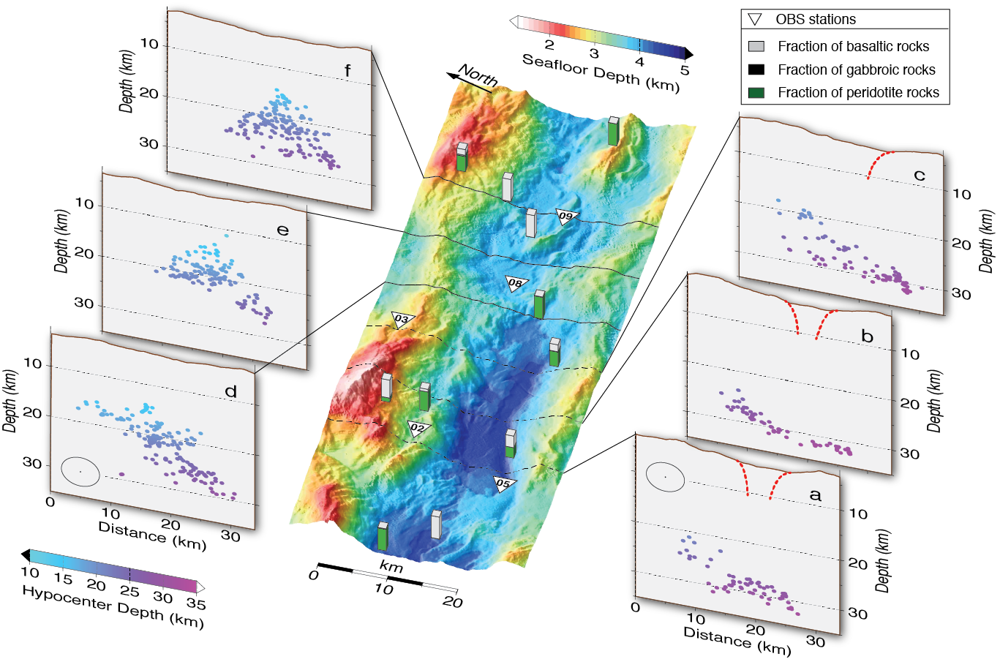 f
10
20
30
Depth (km)
e
10
20
30
Depth (km)
d
10
20
30
Depth (km)
0
10
20
30
Distance (km)
10
15
20
25
30
35
Hypocenter Depth (km)
2
3
4
5
Seafloor Depth (km)
North
09
08
03
02
05
km
0
10
20
OBS stations
Fraction of basaltic rocks
Fraction of gabbroic rocks
Fraction of peridotite rocks
c
10
20
30
Depth (km)
b
10
20
30
Depth (km)
a
10
20
30
Depth (km)
0
10
20
30
Distance (km)